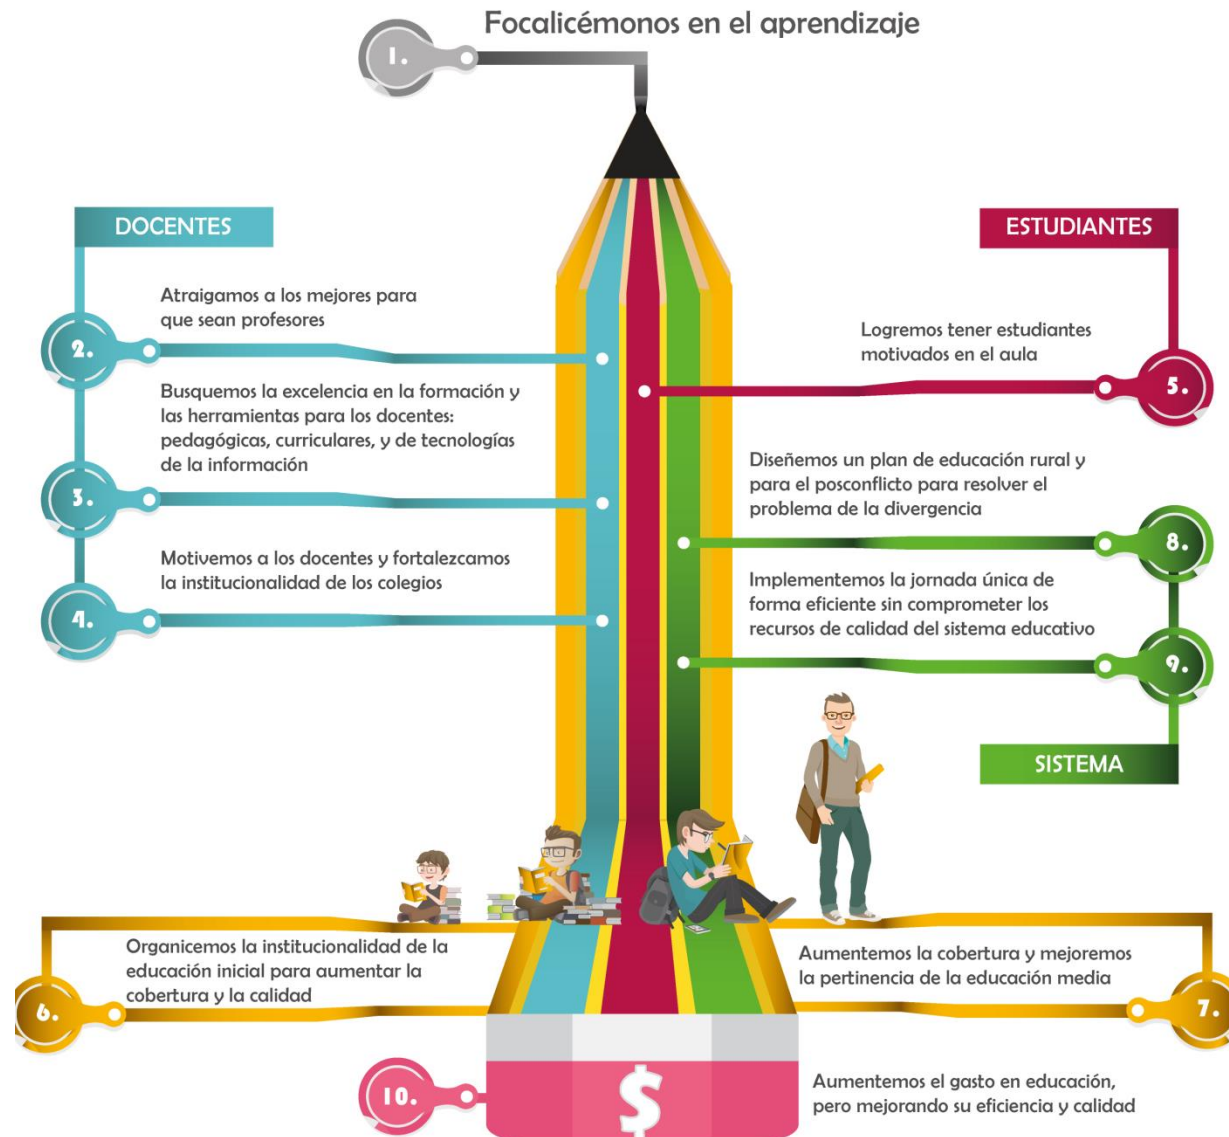 Focalicémonos en el aprendizaje
1.
DOCENTES
Atraigamos a los mejores para
que sean profesores
2.
Busquemos la excelencia en la formación y
las herramientas para los docentes:
pedagógicas, curriculares, y de tecnologías
de la información
3.
Motivemos a los docentes y fortalezcamos
la institucionalidad de los colegios
4.
ESTUDIANTES
Logremos tener estudiantes
motivados en el aula
5.
Diseñemos un plan de educación rural y
para el posconflicto para resolver el
problema de la divergencia
8.
Implementemos la jornada única de
forma eficiente sin comprometer los
recursos de calidad del sistema educativo
9.
SISTEMA
Organicemos la institucionalidad de la
educación inicial para aumentar la
cobertura y la calidad
6.
Aumentemos la cobertura y mejoremos
la pertinencia de la educación media
7.
10.
$
Aumentemos el gasto en educación,
pero mejorando su eficiencia y calidad